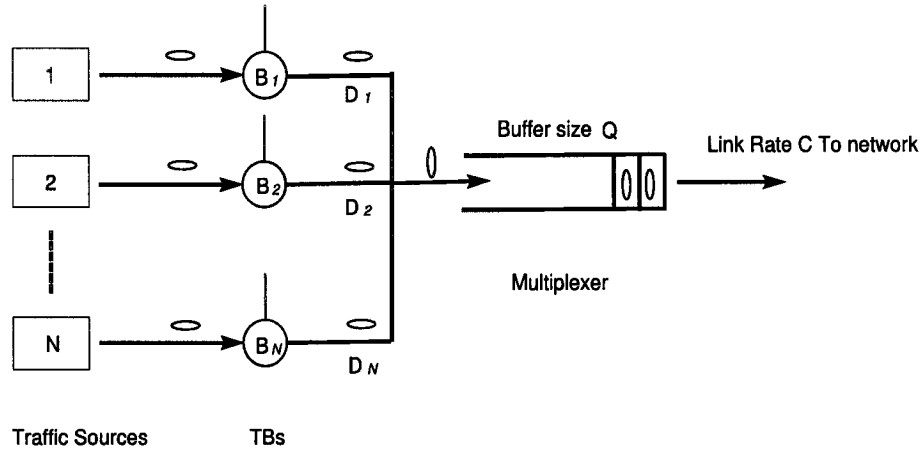 1
B1
D1
Buffer size Q
Link Rate C To network
2
B2
D2
Multiplexer
N
BN
DN
Traffic Sources
TBs